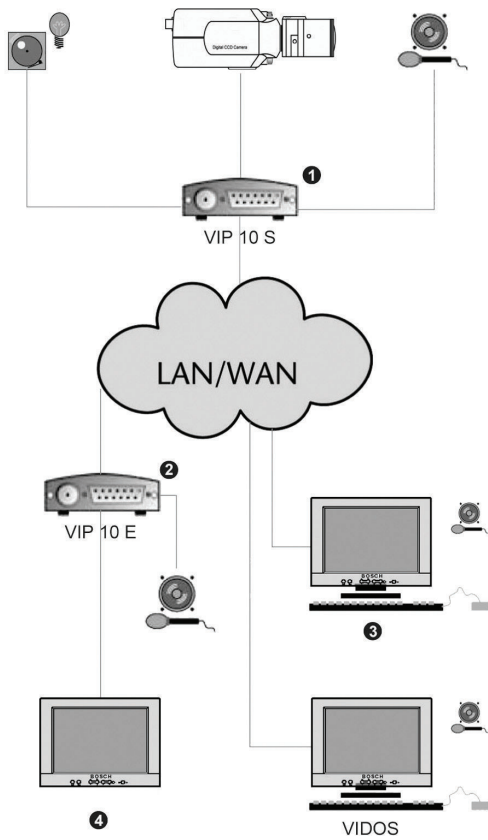 Digital CCD Camera
1
VIP 10 S
LAN/WAN
2
VIP 10 E
BOSCH
3
BOSCH
4
BOSCH
VIDOS